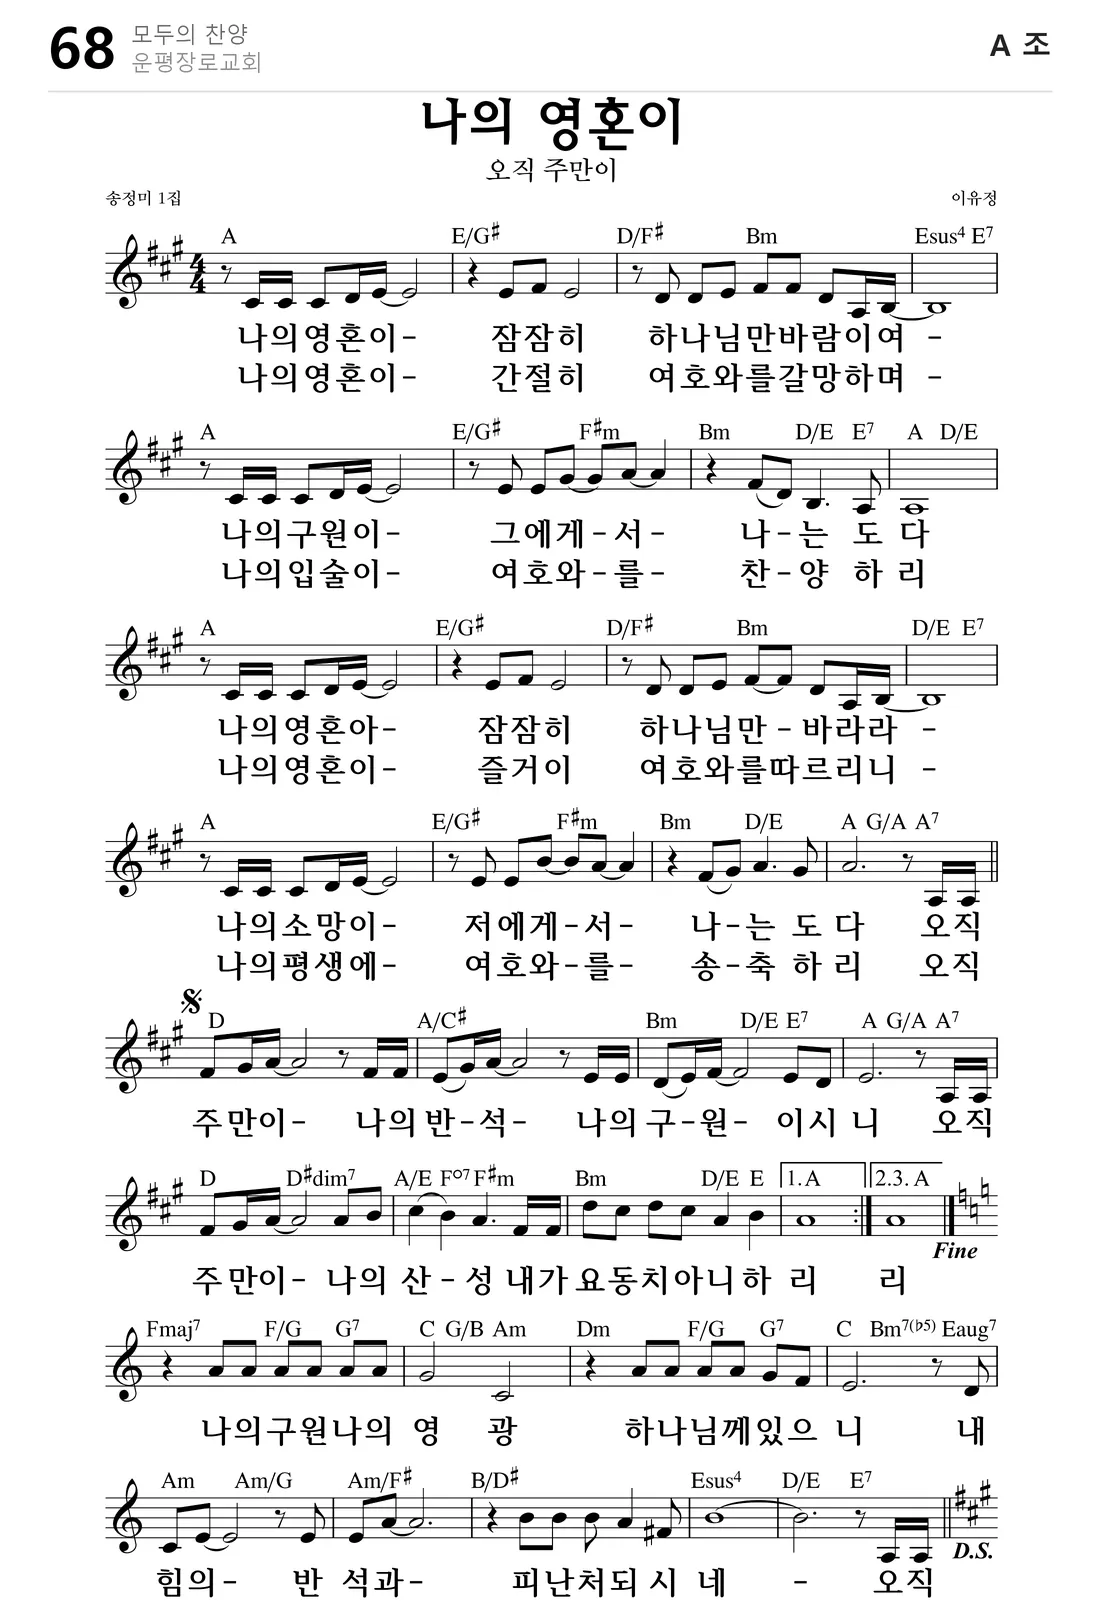 68 모두의 찬양
운평장로교회
A 조
나의 영혼이
오직 주만이
송정미 1집
이유정
A E/G♯ D/F♯ Bm Esus4 E7
나의영혼이- 잠잠히 하나님만바람이여 -
나의영혼이- 간절히 여호와를갈망하며 -
A E/G♯ F♯m Bm D/E E7 A D/E
나의구원이- 그에게-서- 나-는 도 다
나의입술이- 여호와-를- 찬-양 하 리
A E/G♯ D/F♯ Bm D/E E7
나의영혼아- 잠잠히 하나님만 - 바라라 -
나의영혼이- 즐거이 여호와를따르리니 -
A E/G♯ F♯m Bm D/E A G/A A7
나의소망이- 저에게-서- 나-는 도 다 오직
나의평생에- 여호와-를- 송-축 하 리 오직
D A/C♯ Bm D/E E7 A G/A A7
주만이- 나의 반-석- 나의 구-원- 이시 니 오직
D D♯dim7 A/E F°7 F♯m Bm D/E E 1. A 2.3. A
Fine
주만이- 나의 산 - 성 내가 요동치아니하 리 리
Fmaj7 F/G G7 C G/B Am Dm F/G G7 C Bm7(♭5) Eaug7
나의구원나의 영 광 하나님께있으 니 내
Am Am/G Am/F♯ B/D♯ Esus4 D/E E7
D.S.
힘의- 반 석과- 피난처되 시 네 - 오직